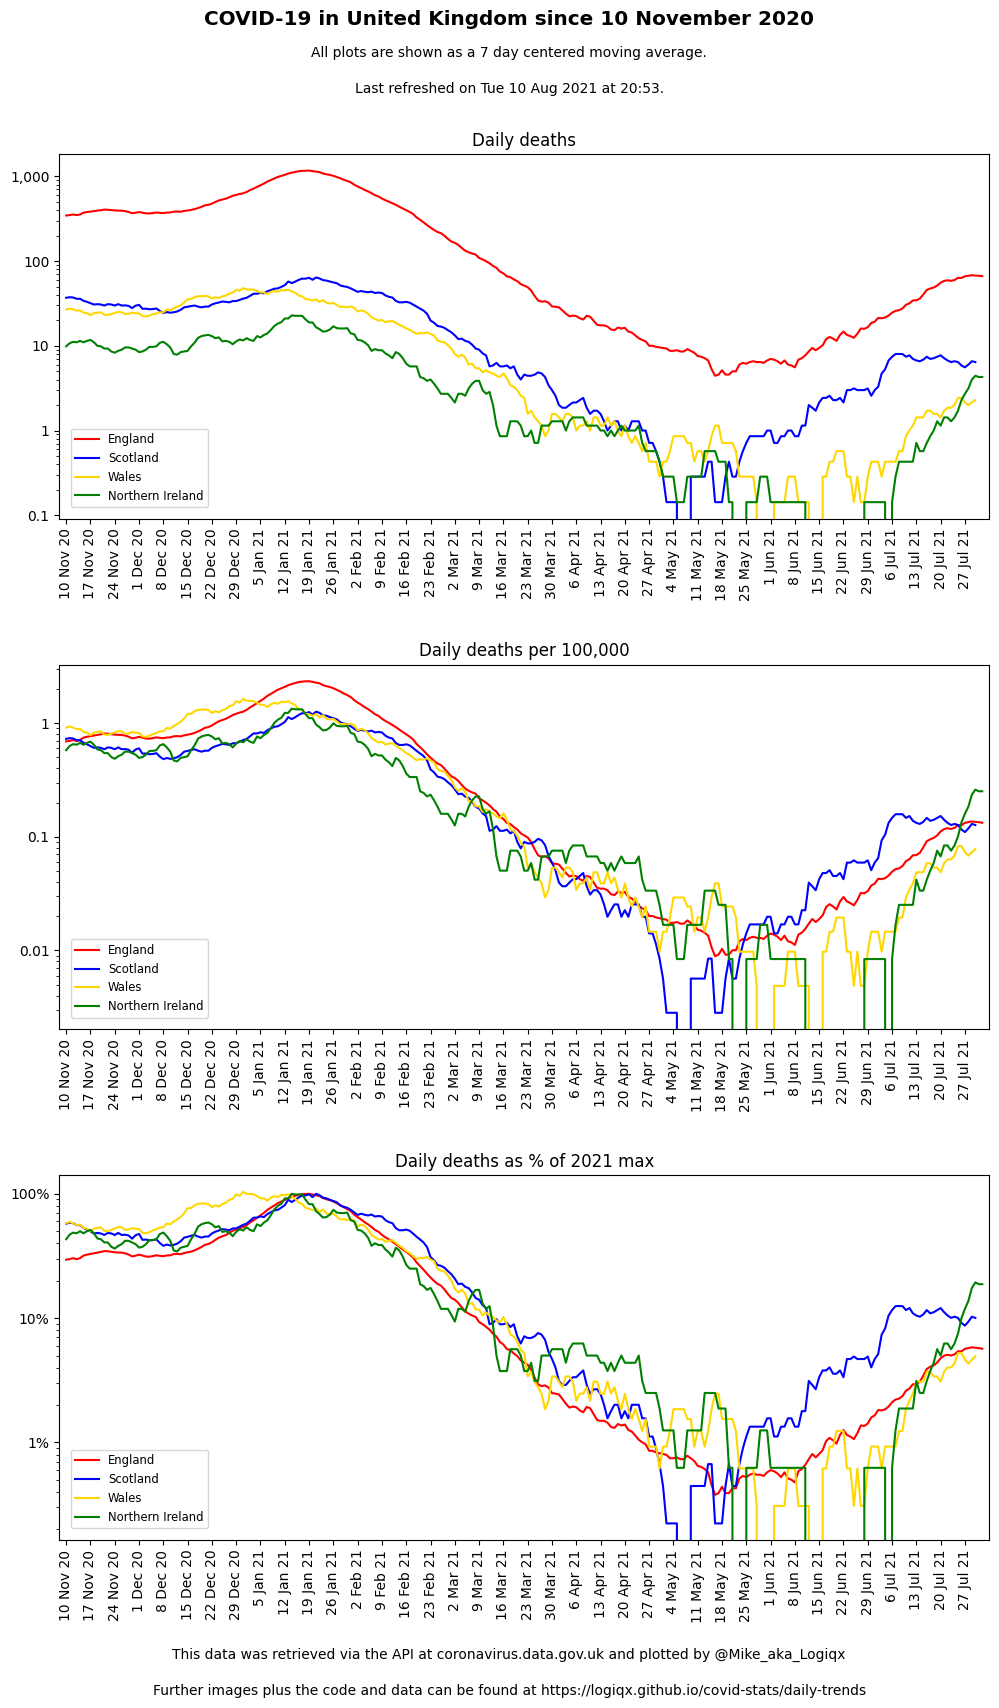 COVID-19 in United Kingdom since 10 November 2020
All plots are shown as a 7 day centered moving average.
Last refreshed on Tue 10 Aug 2021 at 20:53.
Daily deaths
1,000
100
10
1
0.1
England
Scotland
Wales
Northern Ireland
10 Nov 20
17 Nov 20
24 Nov 20
1 Dec 20
8 Dec 20
15 Dec 20
22 Dec 20
29 Dec 20
5 Jan 21
12 Jan 21
19 Jan 21
26 Jan 21
2 Feb 21
9 Feb 21
16 Feb 21
23 Feb 21
2 Mar 21
9 Mar 21
16 Mar 21
23 Mar 21
30 Mar 21
6 Apr 21
13 Apr 21
20 Apr 21
27 Apr 21
4 May 21
11 May 21
18 May 21
25 May 21
1 Jun 21
8 Jun 21
15 Jun 21
22 Jun 21
29 Jun 21
6 Jul 21
13 Jul 21
20 Jul 21
27 Jul 21
Daily deaths per 100,000
1
0.1
0.01
England
Scotland
Wales
Northern Ireland
10 Nov 20
17 Nov 20
24 Nov 20
1 Dec 20
8 Dec 20
15 Dec 20
22 Dec 20
29 Dec 20
5 Jan 21
12 Jan 21
19 Jan 21
26 Jan 21
2 Feb 21
9 Feb 21
16 Feb 21
23 Feb 21
2 Mar 21
9 Mar 21
16 Mar 21
23 Mar 21
30 Mar 21
6 Apr 21
13 Apr 21
20 Apr 21
27 Apr 21
4 May 21
11 May 21
18 May 21
25 May 21
1 Jun 21
8 Jun 21
15 Jun 21
22 Jun 21
29 Jun 21
6 Jul 21
13 Jul 21
20 Jul 21
27 Jul 21
Daily deaths as % of 2021 max
100%
10%
1%
England
Scotland
Wales
Northern Ireland
10 Nov 20
17 Nov 20
24 Nov 20
1 Dec 20
8 Dec 20
15 Dec 20
22 Dec 20
29 Dec 20
5 Jan 21
12 Jan 21
19 Jan 21
26 Jan 21
2 Feb 21
9 Feb 21
16 Feb 21
23 Feb 21
2 Mar 21
9 Mar 21
16 Mar 21
23 Mar 21
30 Mar 21
6 Apr 21
13 Apr 21
20 Apr 21
27 Apr 21
4 May 21
11 May 21
18 May 21
25 May 21
1 Jun 21
8 Jun 21
15 Jun 21
22 Jun 21
29 Jun 21
6 Jul 21
13 Jul 21
20 Jul 21
27 Jul 21
This data was retrieved via the API at coronavirus.data.gov.uk and plotted by @Mike_aka_Logiqx
Further images plus the code and data can be found at https://logiqx.github.io/covid-stats/daily-trends